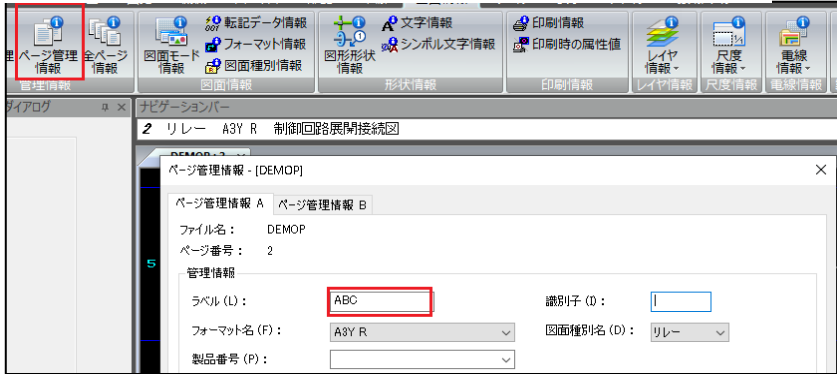 転記データ情報
文字情報
印刷情報
フォーマット情報
シンボル文字情報
印刷時の属性値
ページ管理情報
全ページ情報
図面モード情報
図面種別情報
図形形状情報
レイヤ情報
尺度情報
電線情報
管理情報
図面情報
形状情報
印刷情報
レイヤ情報
尺度情報
電線情報
ダイアログ
ナビゲーションバー
2 リレー A3Y R 制御回路展開接続図
ページ管理情報 - [DEMOP]
ページ管理情報 A ページ管理情報 B
ファイル名: DEMOP
ページ番号: 2
5
管理情報
ラベル (L): ABC 識別子 (I):
フォーマット名 (F): A3Y R 図面種別名 (D): リレー
製品番号 (P):